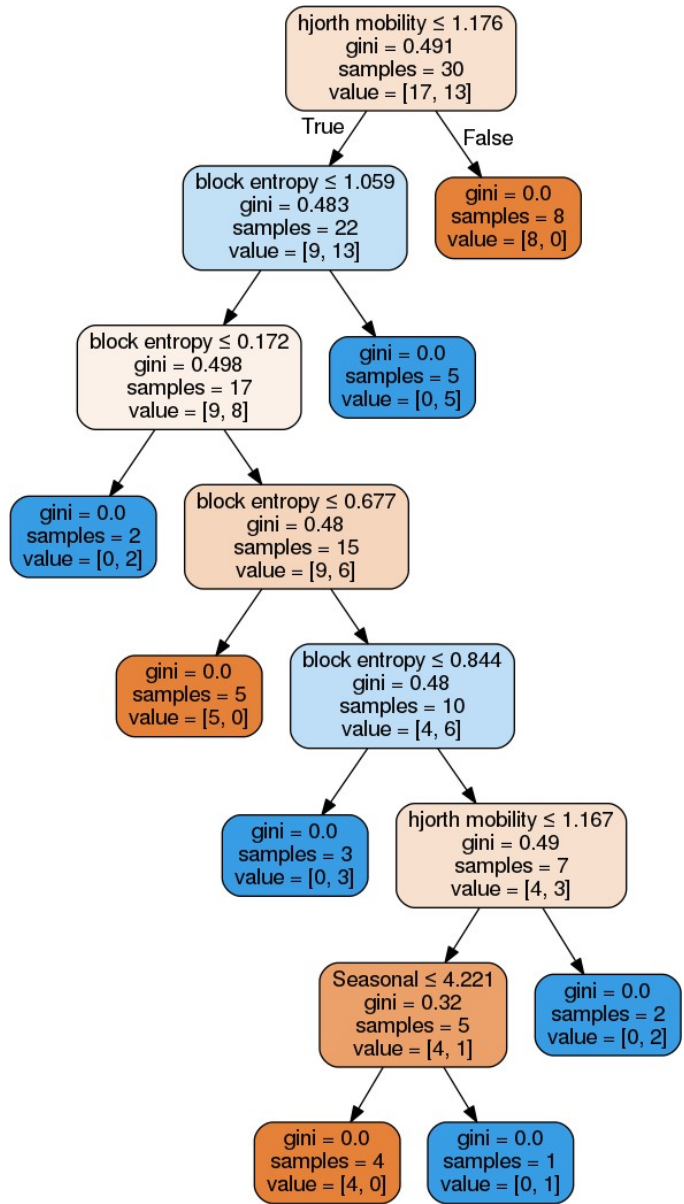 hjorth mobility ≤ 1.176
gini = 0.491
samples = 30
value = [17, 13]
True
False
block entropy ≤ 1.059
gini = 0.483
samples = 22
value = [9, 13]
gini = 0.0
samples = 8
value = [8, 0]
block entropy ≤ 0.172
gini = 0.498
samples = 17
value = [9, 8]
gini = 0.0
samples = 5
value = [0, 5]
gini = 0.0
samples = 2
value = [0, 2]
block entropy ≤ 0.677
gini = 0.48
samples = 15
value = [9, 6]
gini = 0.0
samples = 5
value = [5, 0]
block entropy ≤ 0.844
gini = 0.48
samples = 10
value = [4, 6]
gini = 0.0
samples = 3
value = [0, 3]
hjorth mobility ≤ 1.167
gini = 0.49
samples = 7
value = [4, 3]
Seasonal ≤ 4.221
gini = 0.32
samples = 5
value = [4, 1]
gini = 0.0
samples = 2
value = [0, 2]
gini = 0.0
samples = 4
value = [4, 0]
gini = 0.0
samples = 1
value = [0, 1]